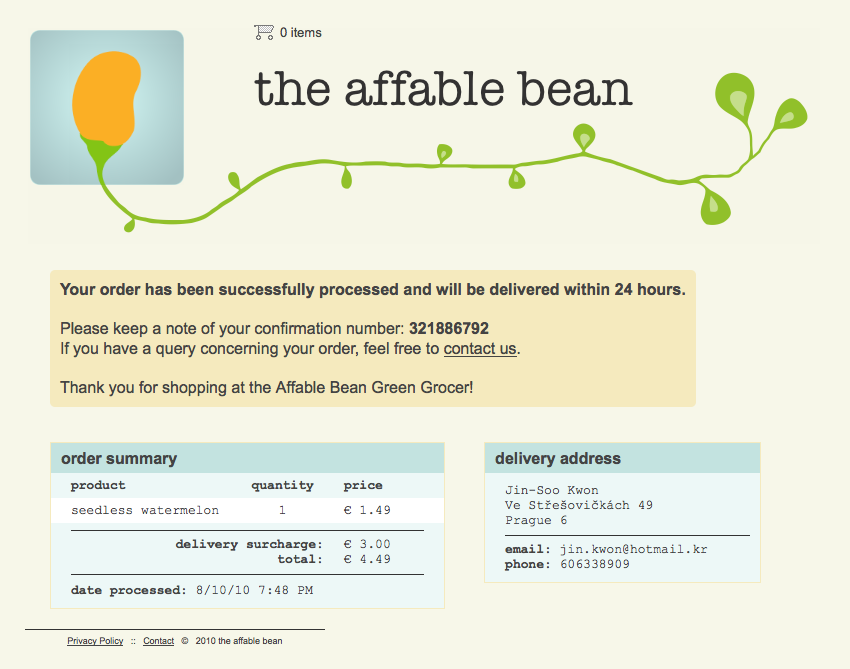 0 items
the affable bean
Your order has been successfully processed and will be delivered within 24 hours.
Please keep a note of your confirmation number: 321886792
If you have a query concerning your order, feel free to contact us.
Thank you for shopping at the Affable Bean Green Grocer!
order summary
product quantity price
seedless watermelon 1 € 1.49
delivery surcharge: € 3.00
total: € 4.49
date processed: 8/10/10 7:48 PM
delivery address
Jin-Soo Kwon
Ve Střešovičkách 49
Prague 6
email: jin.kwon@hotmail.kr
phone: 606338909
Privacy Policy :: Contact © 2010 the affable bean